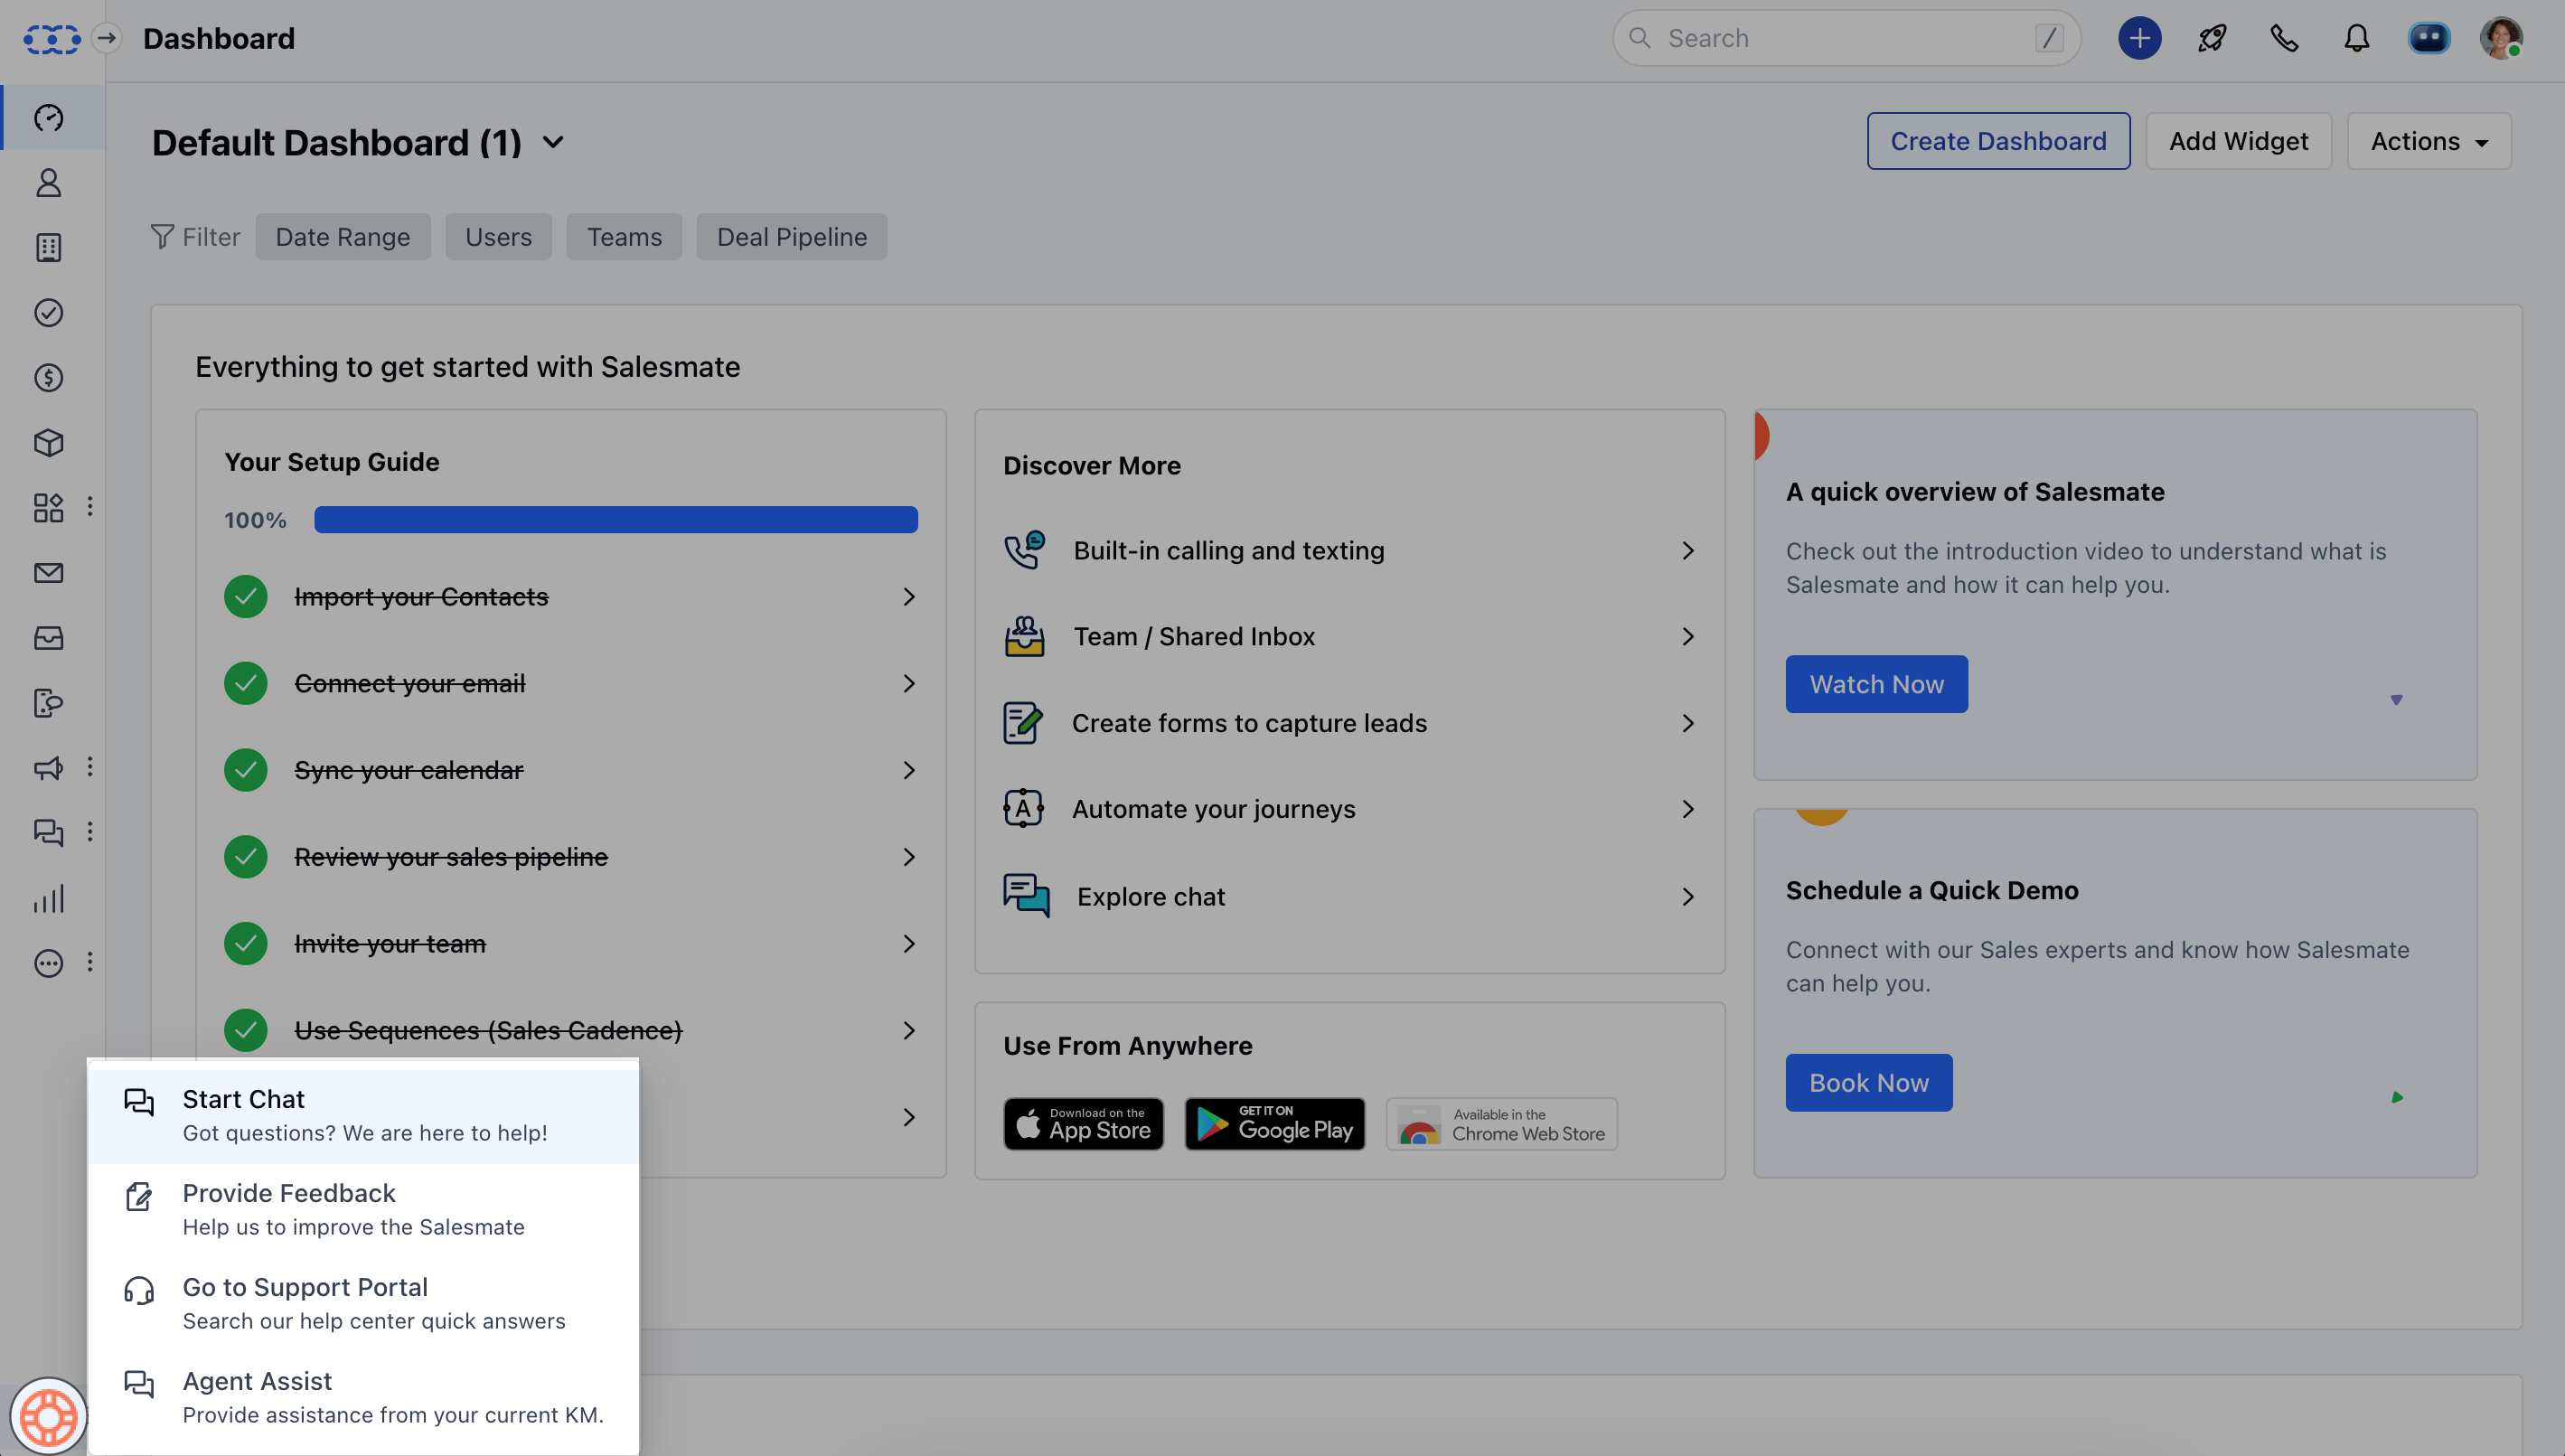 Dashboard
Search
/
Default Dashboard (1)
Create Dashboard
Add Widget
Actions
Filter
Date Range
Users
Teams
Deal Pipeline
Everything to get started with Salesmate
Your Setup Guide
100%
Import your Contacts
Connect your email
Sync your calendar
Review your sales pipeline
Invite your team
Use Sequences (Sales Cadence)
Discover More
Built-in calling and texting
Team / Shared Inbox
Create forms to capture leads
Automate your journeys
Explore chat
Use From Anywhere
Download on the
App Store
GET IT ON
Google Play
Available in the
Chrome Web Store
A quick overview of Salesmate
Check out the introduction video to understand what is
Salesmate and how it can help you.
Watch Now
Schedule a Quick Demo
Connect with our Sales experts and know how Salesmate
can help you.
Book Now
Start Chat
Got questions? We are here to help!
Provide Feedback
Help us to improve the Salesmate
Go to Support Portal
Search our help center quick answers
Agent Assist
Provide assistance from your current KM.